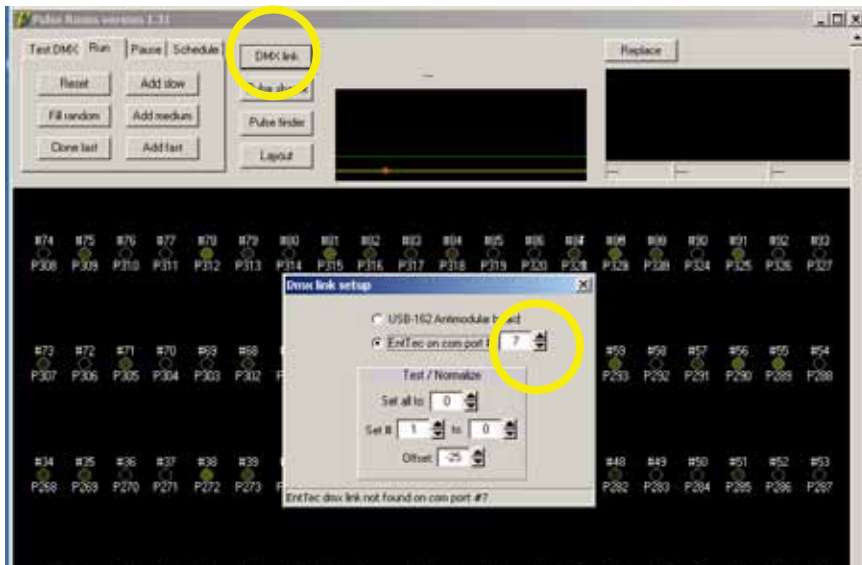 Pulse Room version 1.31
Test DMX Run Pause Schedule
Reset Add slow
Fill random Add medium
Clone last Add fast
DMX link
Pulse finder
Layout
---
Replace
--- --- ---
#74 #75 #76 #77 #78 #79 #80 #81 #82 #83 #84 #85 #86 #87 #88 #89 #90 #91 #92 #93
P308 P309 P310 P311 P312 P313 P314 P315 P316 P317 P318 P319 P320 P324 P325 P326 P327
Dmx link setup
USB-162 Antimodular
EntTec on com port # 7
#73 #72 #71 #70 #69 #68 #59 #58 #57 #56 #55 #54
P307 P306 P305 P304 P303 P302 P293 P292 P291 P290 P289 P288
Test / Normalize
Set all to 0
Set # 1 to 0
Offset -25
#34 #35 #36 #37 #38 #39 #48 #49 #50 #51 #52 #53
P268 P269 P270 P271 P272 P273 P282 P283 P284 P285 P286 P287
EntTec dmx link not found on com port #7